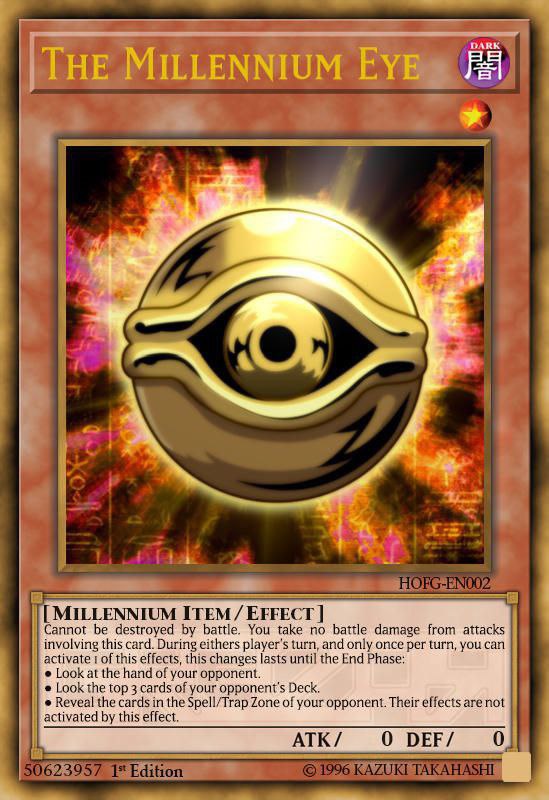 THE MILLENNIUM EYE
DARK
闇
HOFG-EN002
[MILLENNIUM ITEM/EFFECT]
Cannot be destroyed by battle. You take no battle damage from attacks
involving this card. During eithers player's turn, and only once per turn, you can
activate 1 of this effects, this changes lasts until the End Phase:
● Look at the hand of your opponent.
● Look the top 3 cards of your opponent's Deck.
● Reveal the cards in the Spell/Trap Zone of your opponent. Their effects are not
activated by this effect.
ATK/ 0 DEF/ 0
50623957 1st Edition © 1996 KAZUKI TAKAHASHI